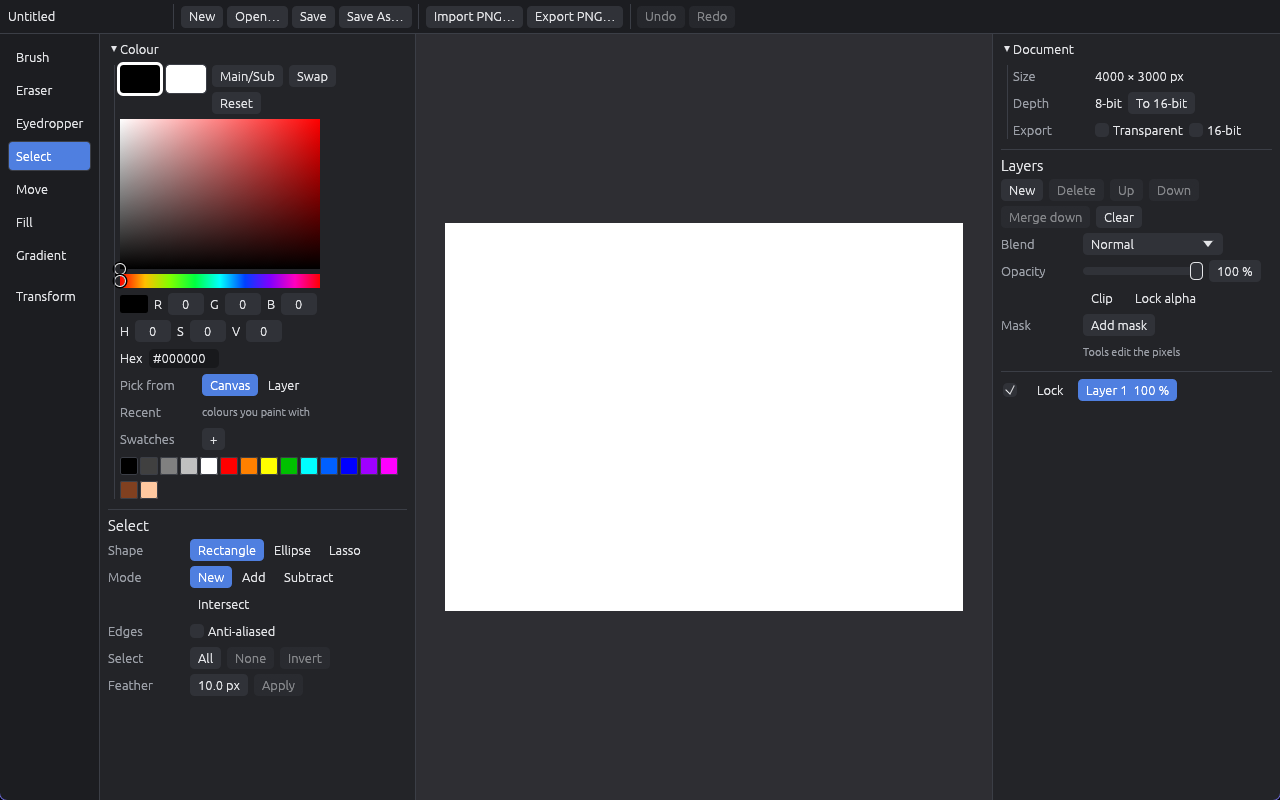 Untitled New Open… Save Save As… Import PNG… Export PNG… Undo Redo
Brush
Eraser
Eyedropper
Select
Move
Fill
Gradient
Transform
Colour
Main/Sub Swap
Reset
R 0 G 0 B 0
H 0 S 0 V 0
Hex #000000
Pick from Canvas Layer
Recent colours you paint with
Swatches +
Select
Shape Rectangle Ellipse Lasso
Mode New Add Subtract
Intersect
Edges Anti-aliased
Select All None Invert
Feather 10.0 px Apply
Document
Size 4000 × 3000 px
Depth 8-bit To 16-bit
Export Transparent 16-bit
Layers
New Delete Up Down
Merge down Clear
Blend Normal
Opacity 100 %
Clip Lock alpha
Mask Add mask
Tools edit the pixels
Lock Layer 1 100 %